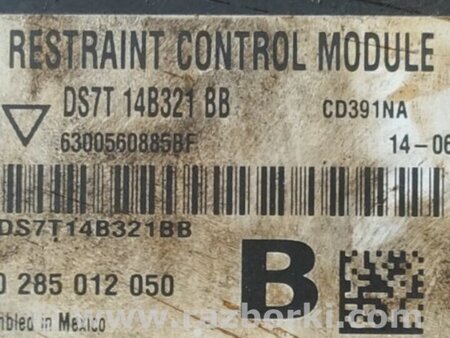 RESTRAINT CONTROL MODULE
DS7T 14B321 BB
CD391NA
6300560885BF
14-06
DS7T14B321BB
0 285 012 050
B
mbled in Mexico
www.razborki.com